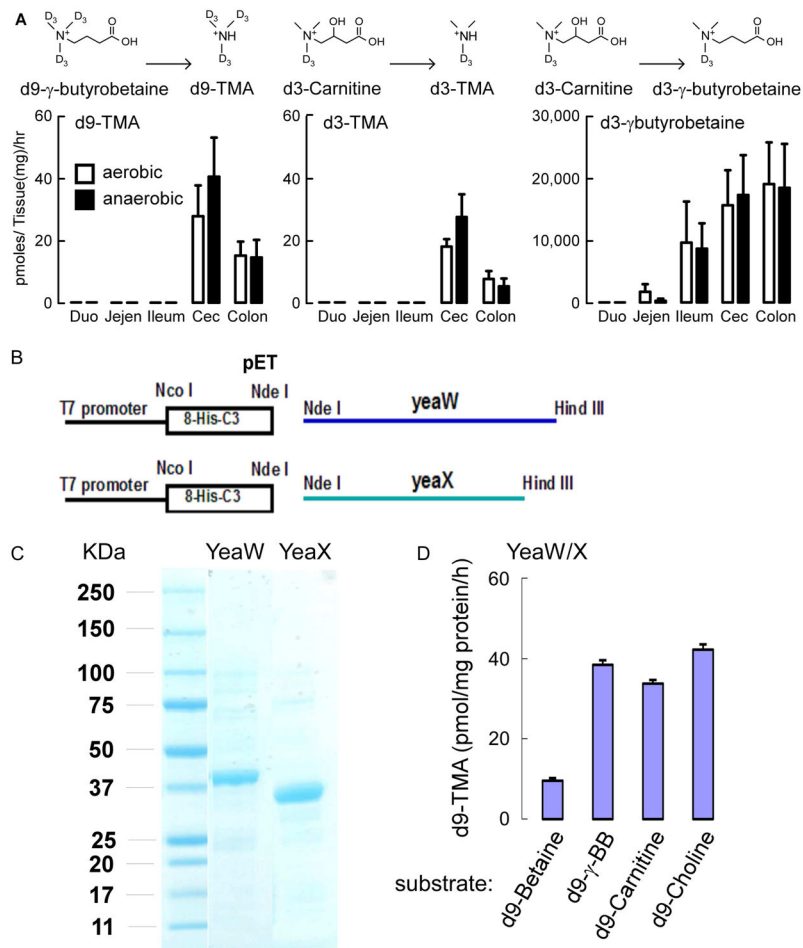 A
D3 D3 D3 D3 OH D3 OH
D3 D3 OH D3 D3
OH D3 OH D3 OH
N+ O OH +NH N+ O OH +NH N+ O OH N+ O OH
d9-γ-butyrobetaine d9-TMA d3-Carnitine d3-TMA d3-Carnitine d3-γ-butyrobetaine
pmoles/ Tissue(mg)/hr
d9-TMA
aerobic
anaerobic
60
40
20
0
Duo Jejen Ileum Cec Colon
d3-TMA
60
40
20
0
Duo Jejen Ileum Cec Colon
d3-γbutyrobetaine
30,000
20,000
10,000
0
Duo Jejen Ileum Cec Colon
B
pET
T7 promoter Nco I 8-His-C3 Nde I Nde I yeaW Hind III
T7 promoter Nco I 8-His-C3 Nde I Nde I yeaX Hind III
C
KDa YeaW YeaX
250
150
100
75
50
37
25
20
17
11
D
YeaW/X
d9-TMA (pmol/mg protein/h)
60
40
20
0
substrate: d9-Betaine d9-γ-BB d9-Carnitine d9-Choline